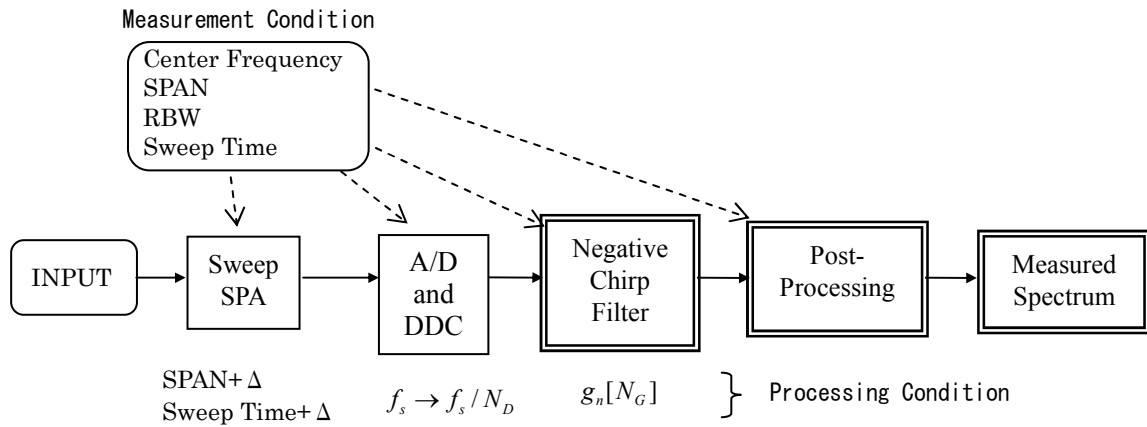 Measurement Condition
Center Frequency
SPAN
RBW
Sweep Time
INPUT
Sweep
SPA
A/D
and
DDC
Negative
Chirp
Filter
Post-
Processing
Measured
Spectrum
SPAN+Δ
Sweep Time+Δ
f_s → f_s / N_D
g_n[N_G]
Processing Condition